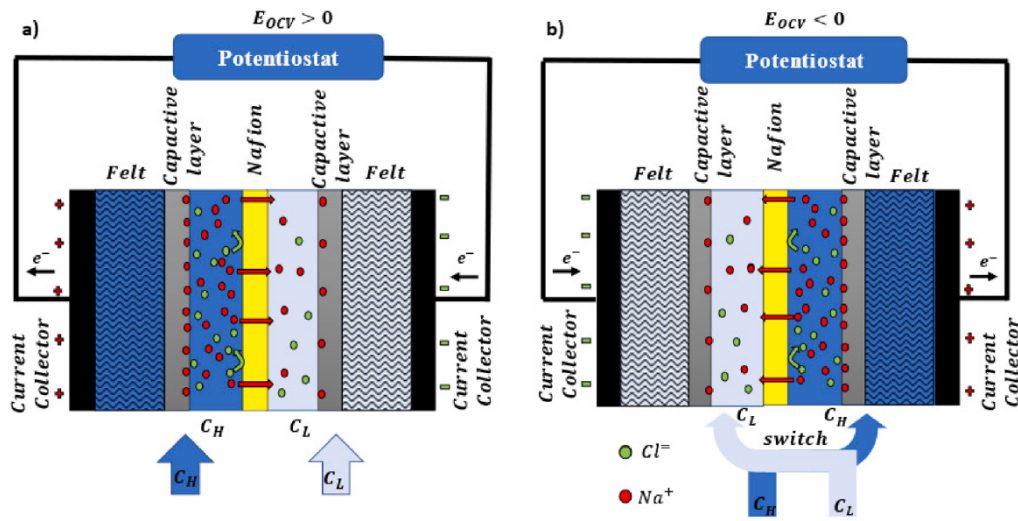 a)
E_OCV > 0
Potentiostat
Felt
Capactive
layer
Nafion
Capactive
layer
Felt
e⁻
e⁻
Current
Collector
Current
Collector
C_H
C_L
C_H
C_L
b)
E_OCV < 0
Potentiostat
Felt
Capactive
layer
Nafion
Capactive
layer
Felt
e⁻
e⁻
Current
Collector
Current
Collector
C_L
C_H
switch
C_H
C_L
Cl⁼
Na⁺